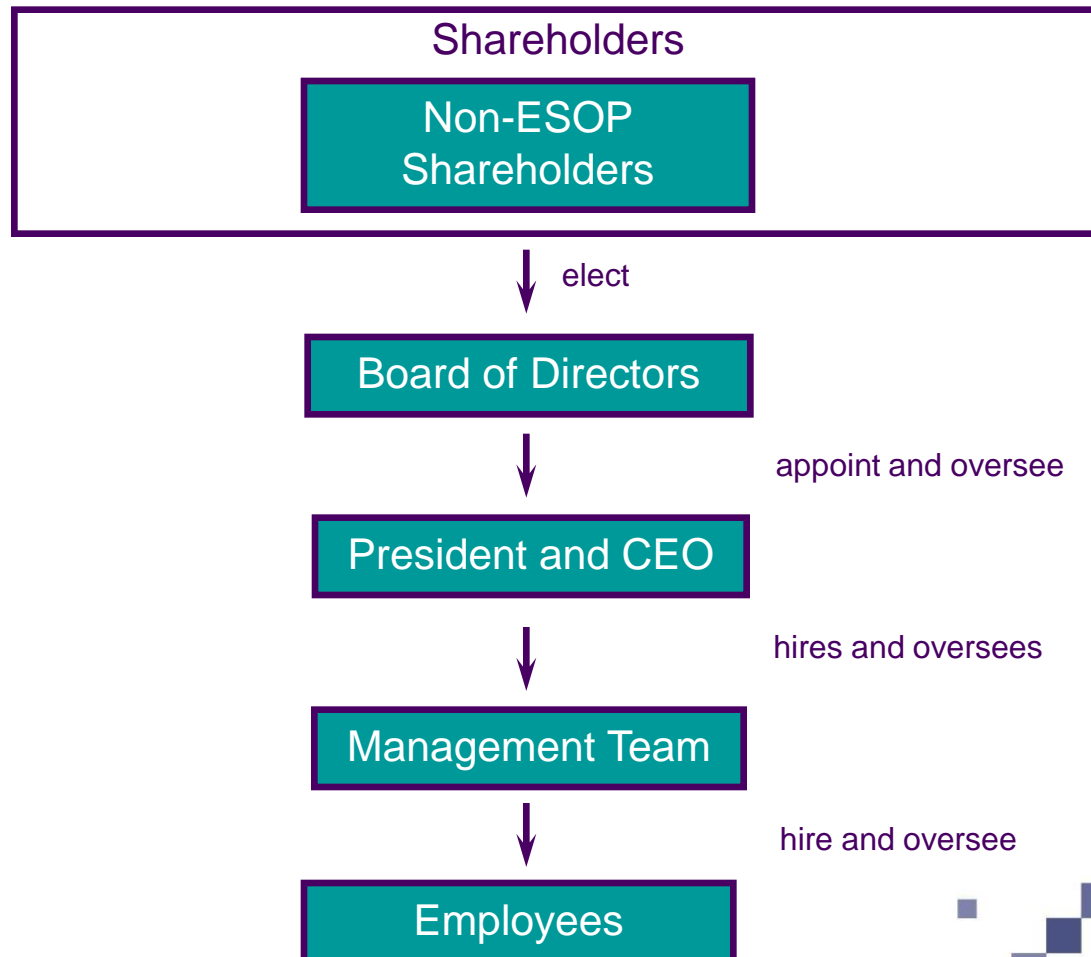 Shareholders
Non-ESOP
Shareholders
elect
Board of Directors
appoint and oversee
President and CEO
hires and oversees
Management Team
hire and oversee
Employees